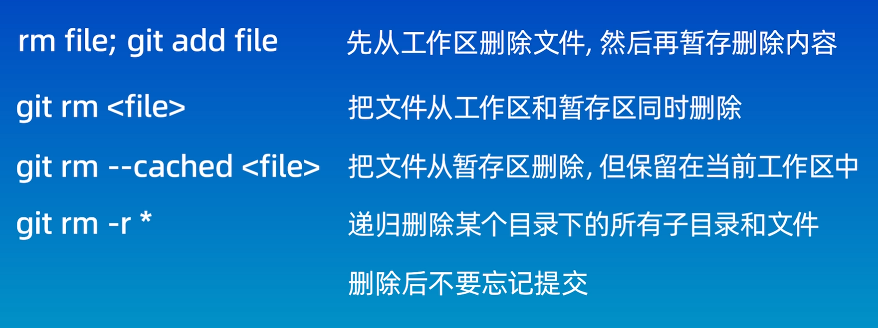 rm file; git add file 先从工作区删除文件, 然后再暂存删除内容
git rm <file> 把文件从工作区和暂存区同时删除
git rm --cached <file> 把文件从暂存区删除, 但保留在当前工作区中
git rm -r * 递归删除某个目录下的所有子目录和文件
删除后不要忘记提交